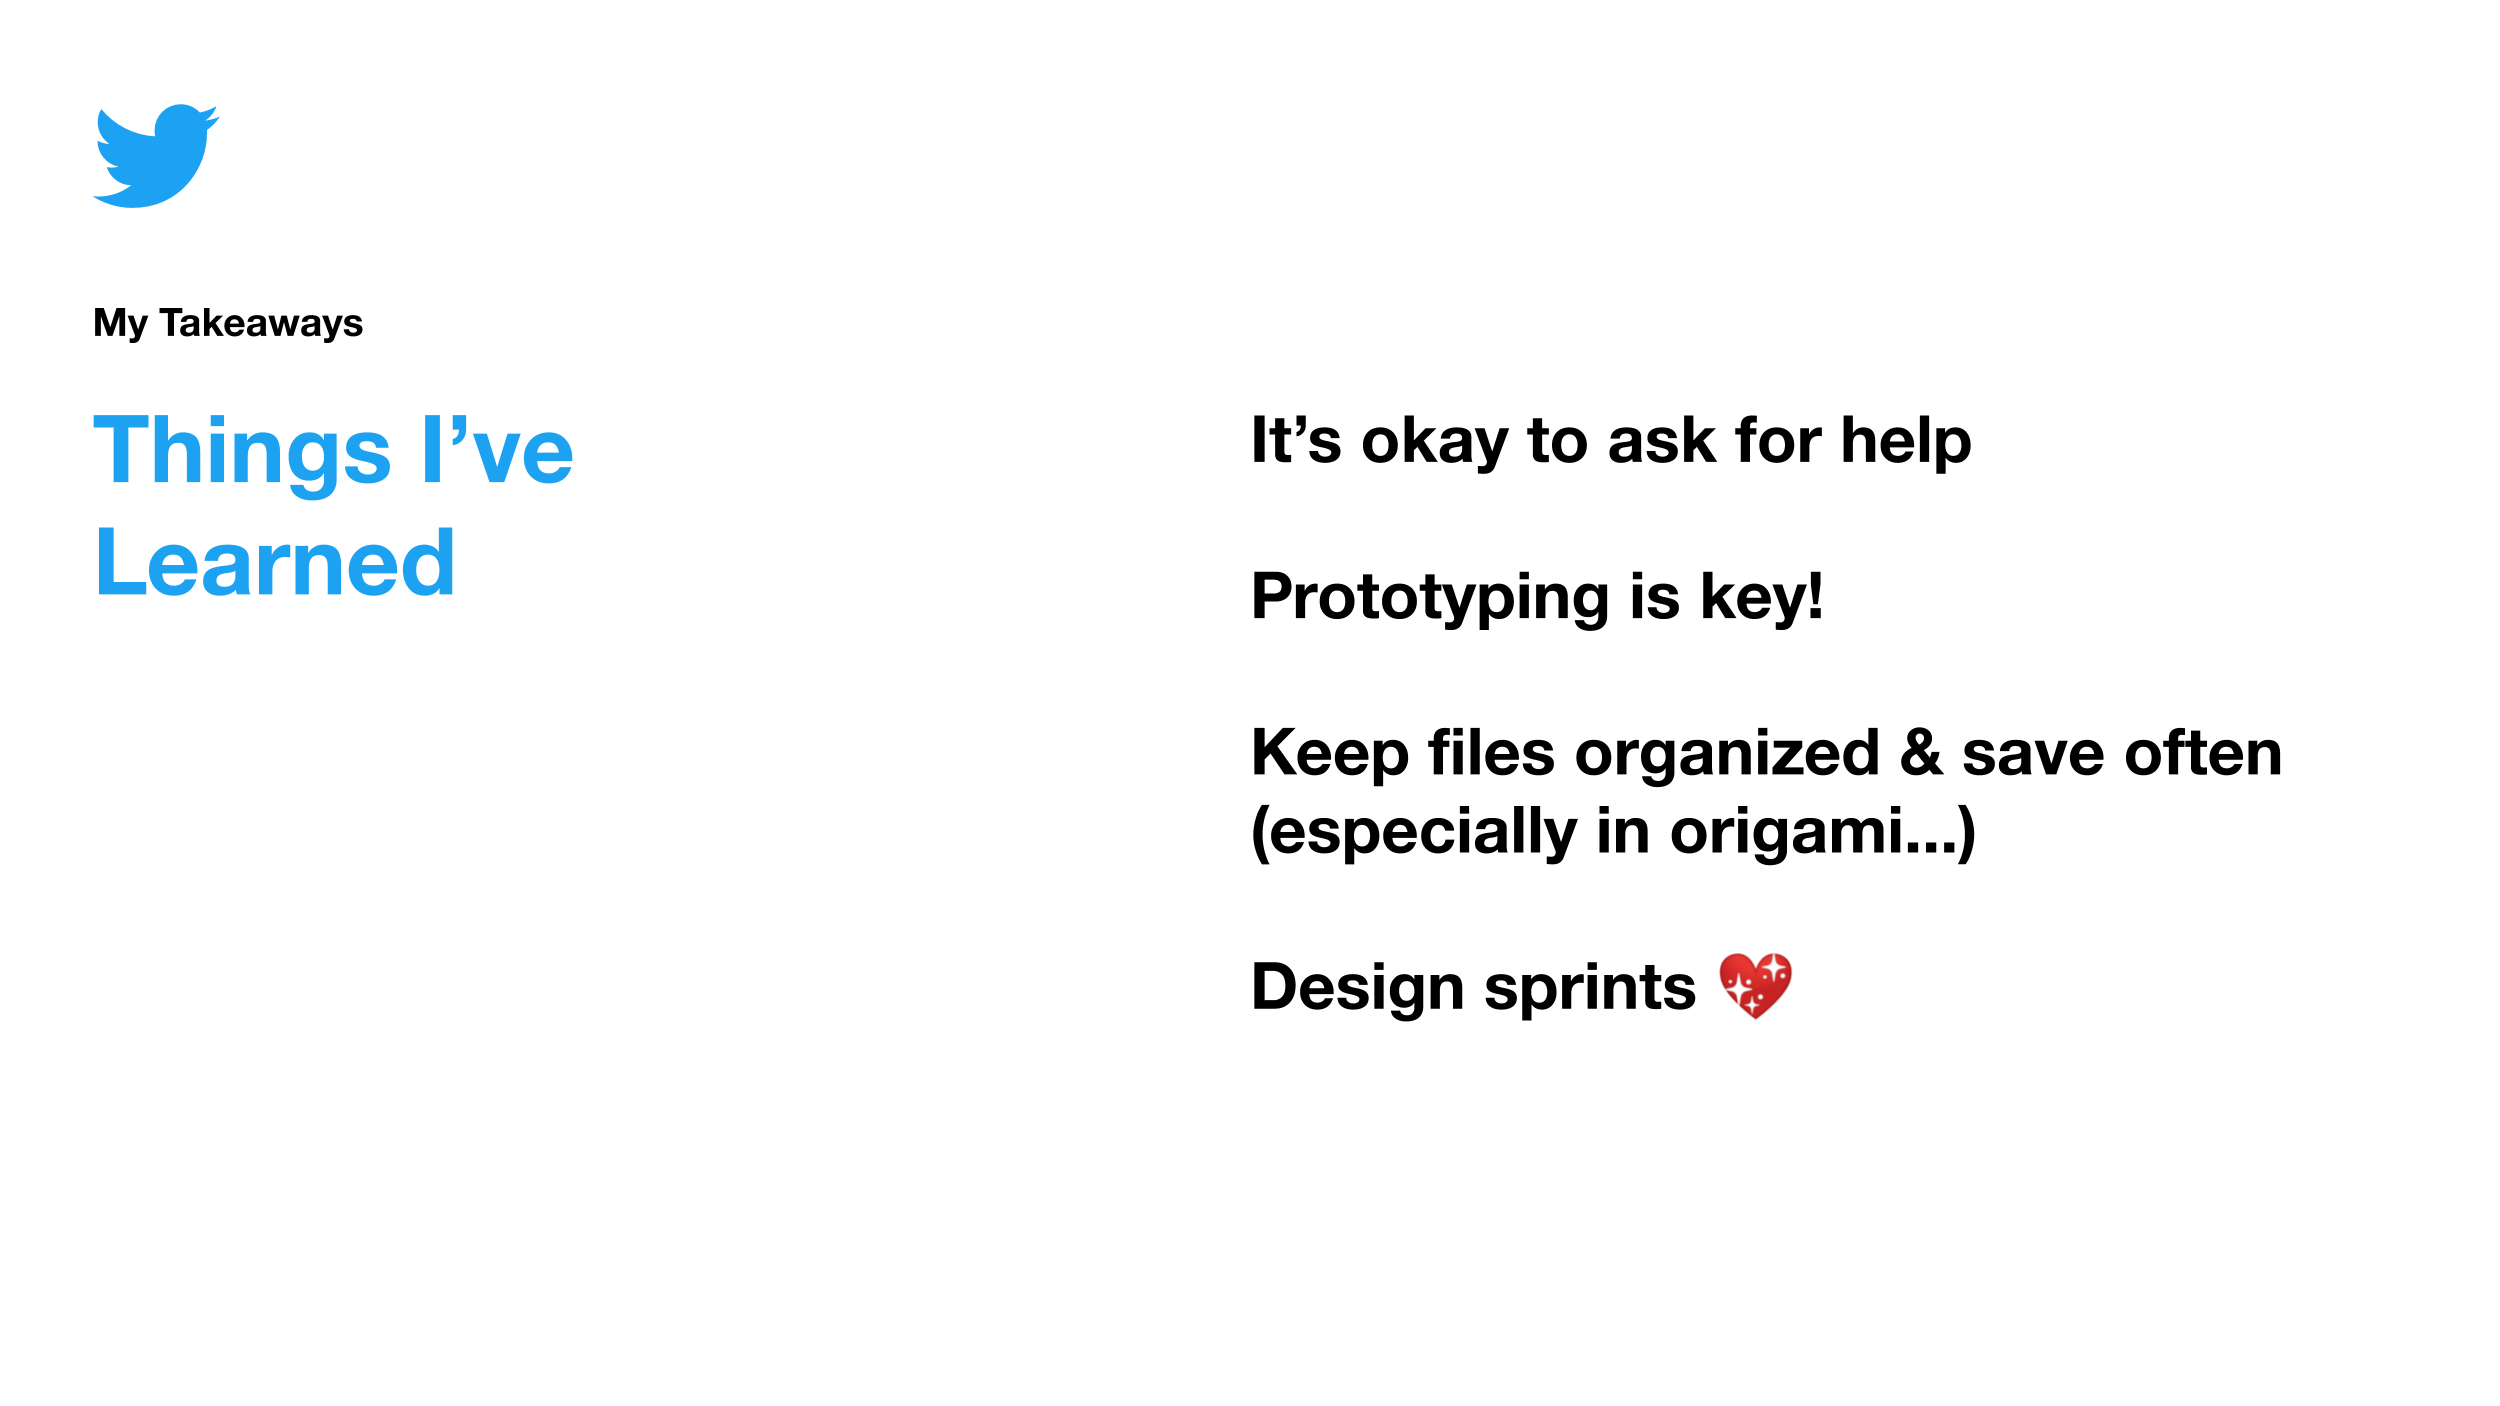 My Takeaways
Things I’ve
Learned
It’s okay to ask for help
Prototyping is key!
Keep files organized & save often
(especially in origami...)
Design sprints 💖